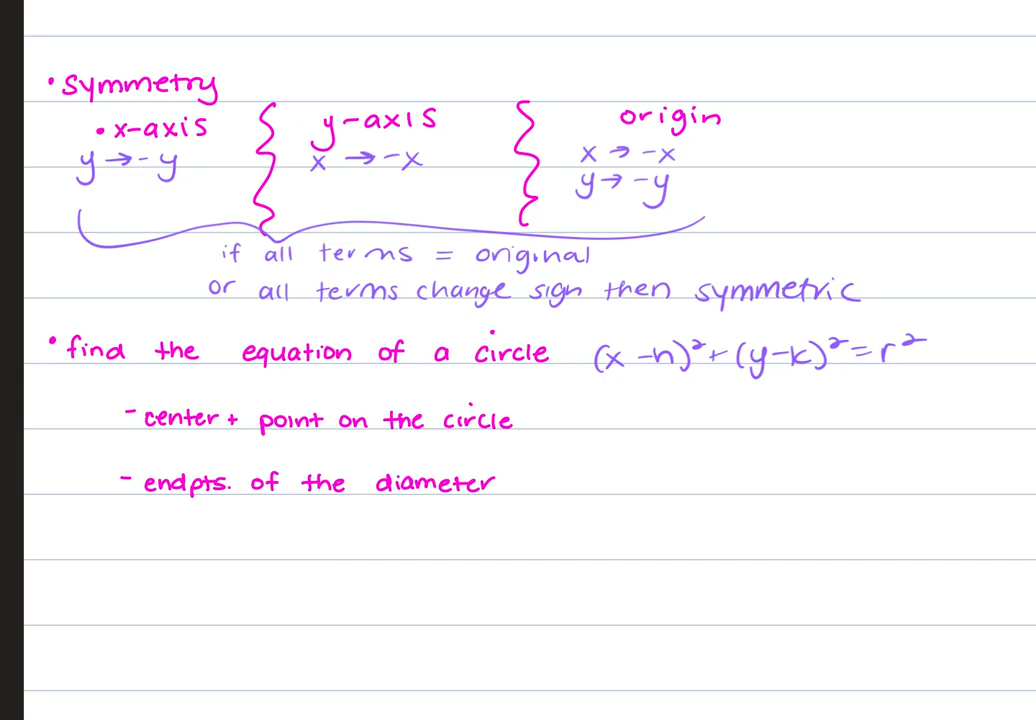 • Symmetry
• x-axis y-axis origin
y → -y x → -x x → -x
y → -y
if all terms = original
or all terms change sign then symmetric
• find the equation of a circle (x-h)²+(y-k)²=r²
- center + point on the circle
- endpts. of the diameter